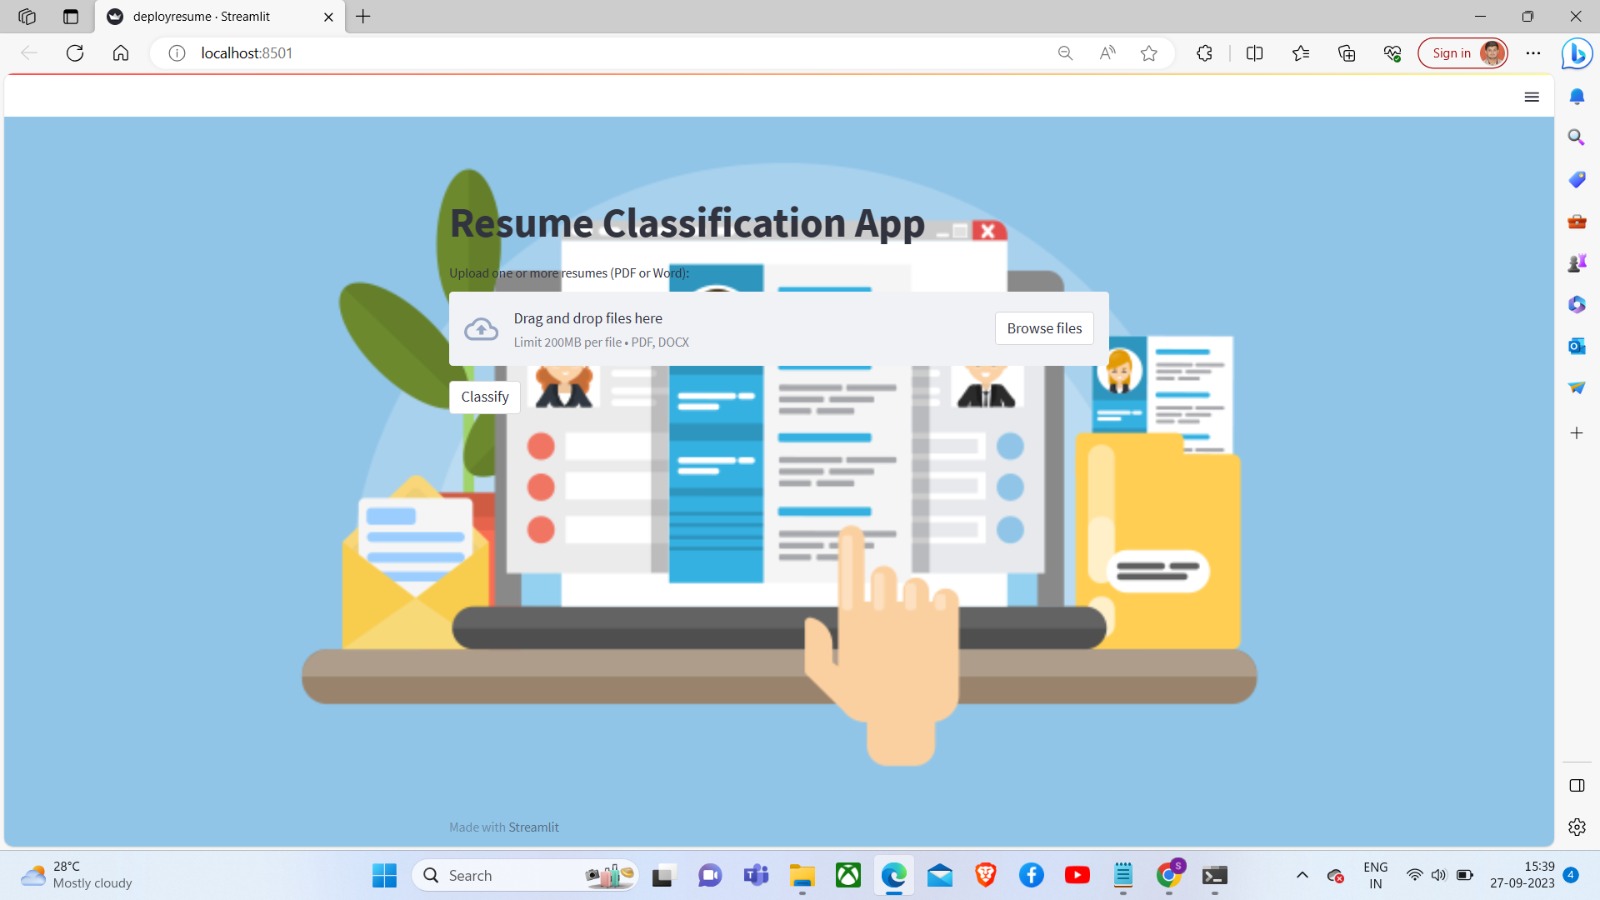 deployresume · Streamlit
localhost:8501
Sign in
Resume Classification App
Upload one or more resumes (PDF or Word):
Drag and drop files here
Limit 200MB per file • PDF, DOCX
Browse files
Classify
Made with Streamlit
28°C
Mostly cloudy
Search
ENG
IN
15:39
27-09-2023
4